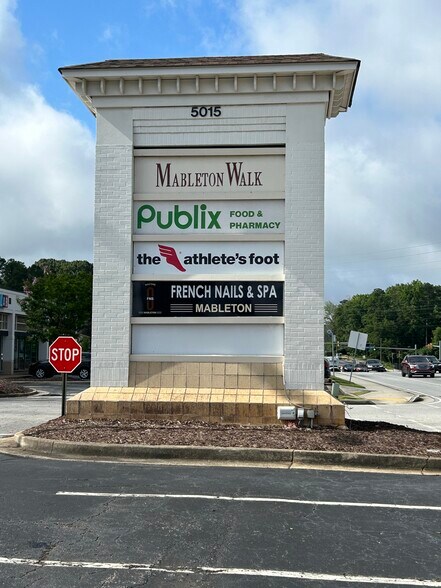 5015
MABLETON WALK
Publix FOOD & PHARMACY
the athlete's foot
FRENCH NAILS & SPA
MABLETON
STOP